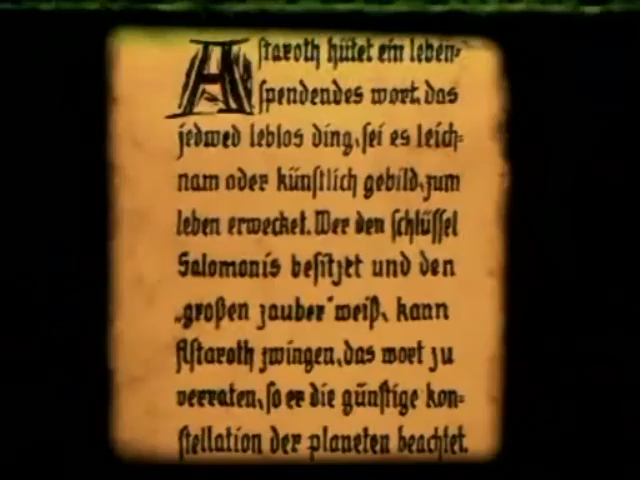 Astaroth hütet ein leben⸗
spendendes wort, das
jedwed leblos ding, sei es leich⸗
nam oder künstlich gebild, zum
leben erwecket. Wer den schlüssel
Salomonis besitzet und den
„großen zauber" weiß, kann
Astaroth zwingen, das wort zu
verraten, so er die günstige kon⸗
stellation der planeten beachtet.